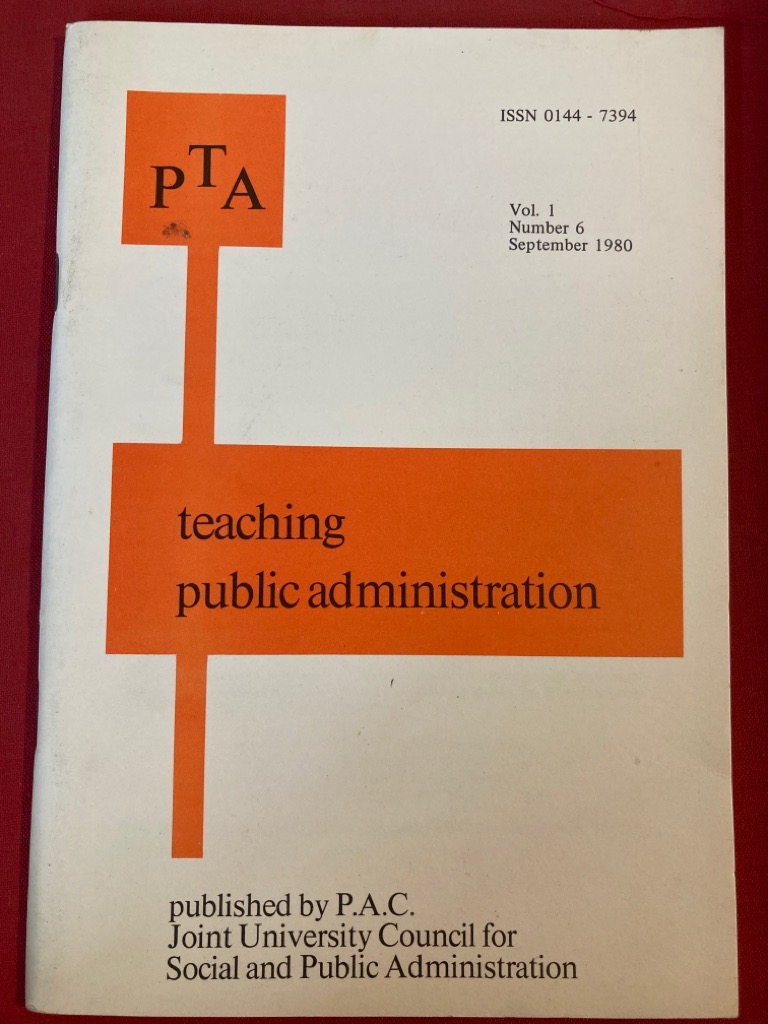 PTA
ISSN 0144 - 7394
Vol. 1
Number 6
September 1980
teaching
public administration
published by P.A.C.
Joint University Council for
Social and Public Administration